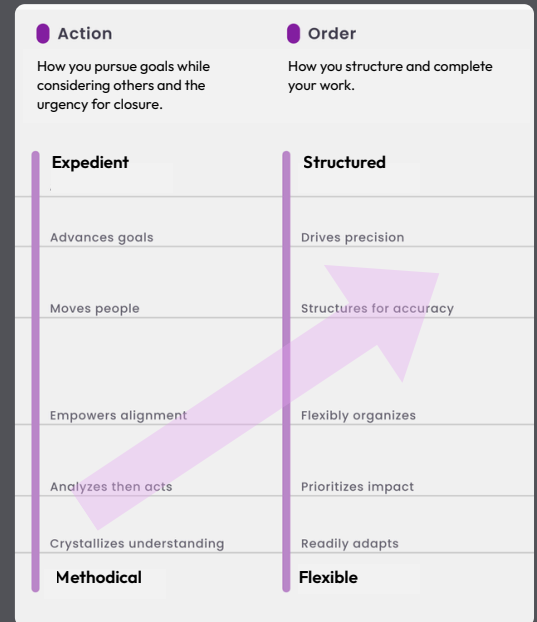 Action
How you pursue goals while
considering others and the
urgency for closure.
Expedient
Advances goals
Moves people
Empowers alignment
Analyzes then acts
Crystallizes understanding
Methodical
Order
How you structure and complete
your work.
Structured
Drives precision
Structures for accuracy
Flexibly organizes
Prioritizes impact
Readily adapts
Flexible